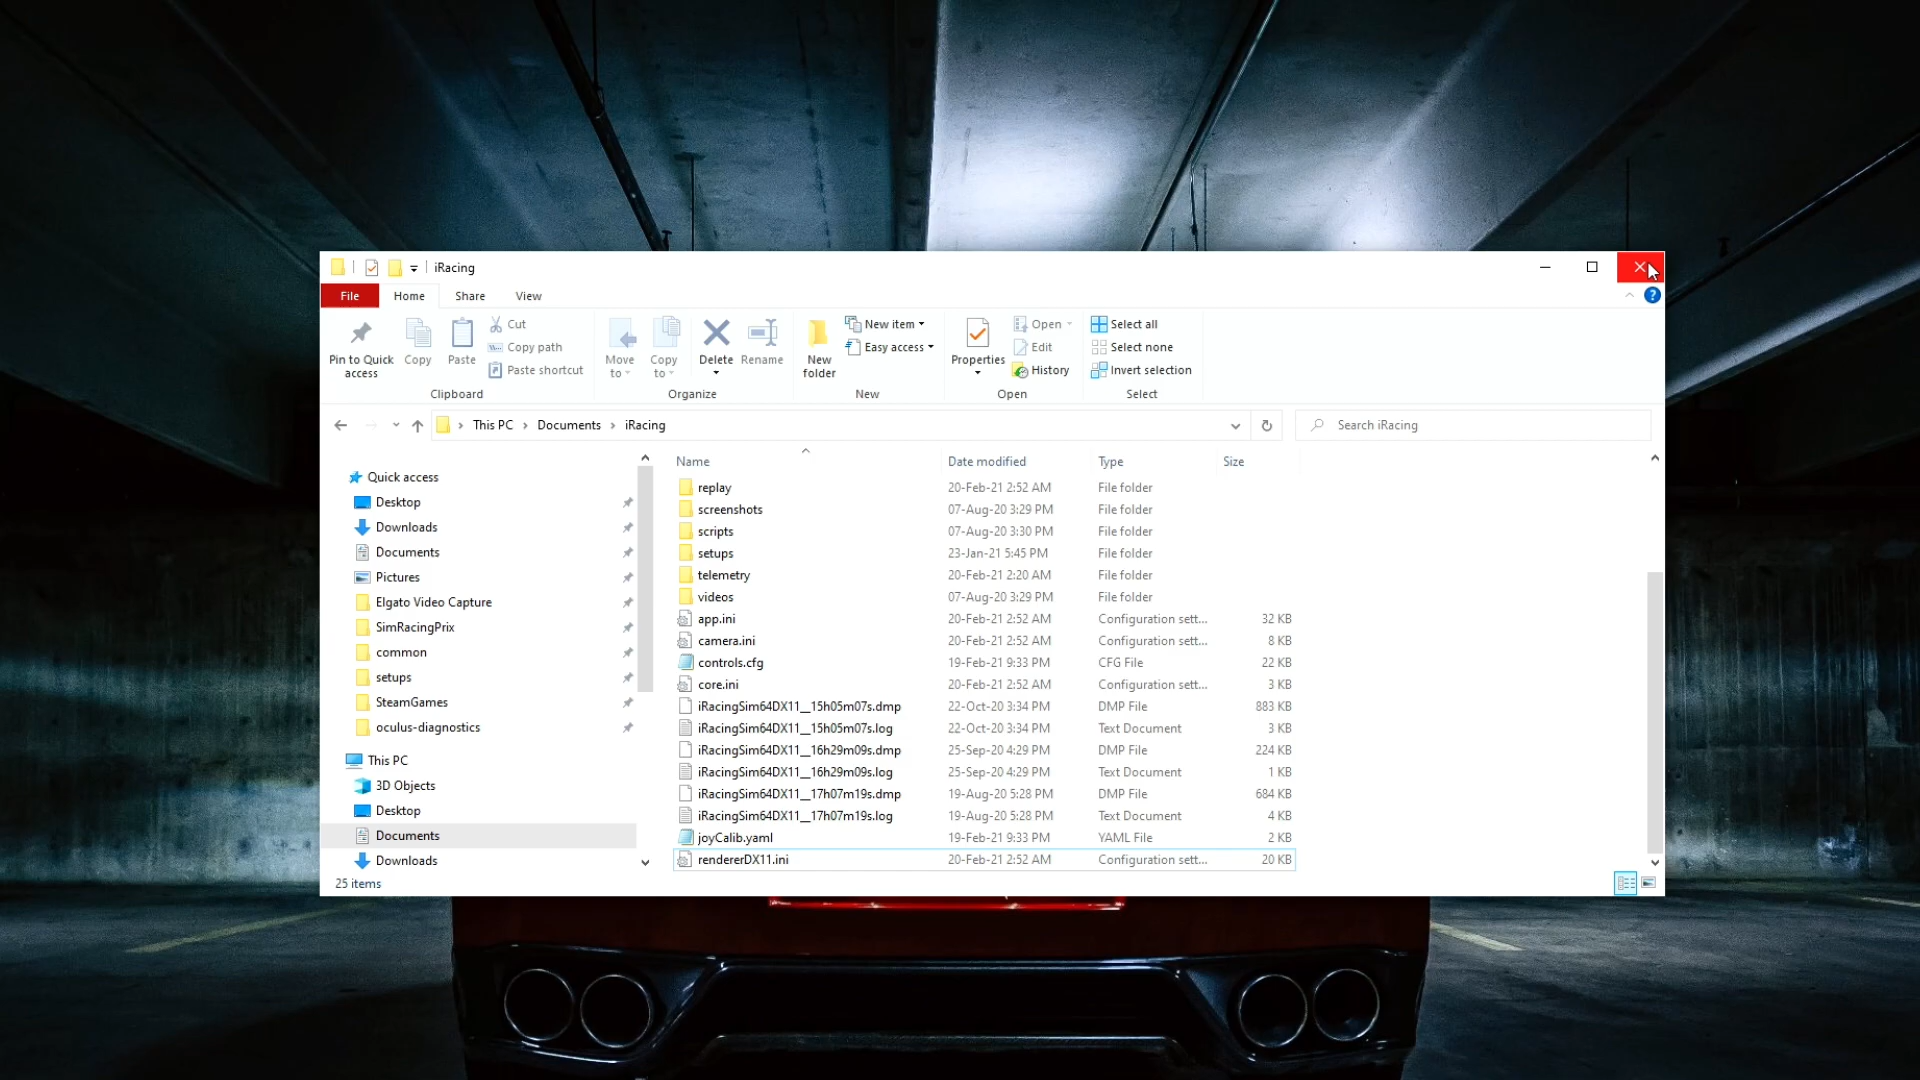 iRacing
File Home Share View
Pin to Quick access
Copy
Paste
Cut
Copy path
Paste shortcut
Clipboard
Move to
Copy to
Delete
Rename
Organize
New folder
New item
Easy access
New
Properties
Open
Edit
History
Open
Select all
Select none
Invert selection
Select
This PC > Documents > iRacing
Search iRacing
Quick access
Desktop
Downloads
Documents
Pictures
Elgato Video Capture
SimRacingPrix
common
setups
SteamGames
oculus-diagnostics
This PC
3D Objects
Desktop
Documents
Downloads
Name Date modified Type Size
replay 20-Feb-21 2:52 AM File folder
screenshots 07-Aug-20 3:29 PM File folder
scripts 07-Aug-20 3:30 PM File folder
setups 23-Jan-21 5:45 PM File folder
telemetry 20-Feb-21 2:20 AM File folder
videos 07-Aug-20 3:29 PM File folder
app.ini 20-Feb-21 2:52 AM Configuration sett... 32 KB
camera.ini 20-Feb-21 2:52 AM Configuration sett... 8 KB
controls.cfg 19-Feb-21 9:33 PM CFG File 22 KB
core.ini 20-Feb-21 2:52 AM Configuration sett... 3 KB
iRacingSim64DX11__15h05m07s.dmp 22-Oct-20 3:34 PM DMP File 883 KB
iRacingSim64DX11__15h05m07s.log 22-Oct-20 3:34 PM Text Document 3 KB
iRacingSim64DX11__16h29m09s.dmp 25-Sep-20 4:29 PM DMP File 224 KB
iRacingSim64DX11__16h29m09s.log 25-Sep-20 4:29 PM Text Document 1 KB
iRacingSim64DX11__17h07m19s.dmp 19-Aug-20 5:28 PM DMP File 684 KB
iRacingSim64DX11__17h07m19s.log 19-Aug-20 5:28 PM Text Document 4 KB
joyCalib.yaml 19-Feb-21 9:33 PM YAML File 2 KB
rendererDX11.ini 20-Feb-21 2:52 AM Configuration sett... 20 KB
25 items